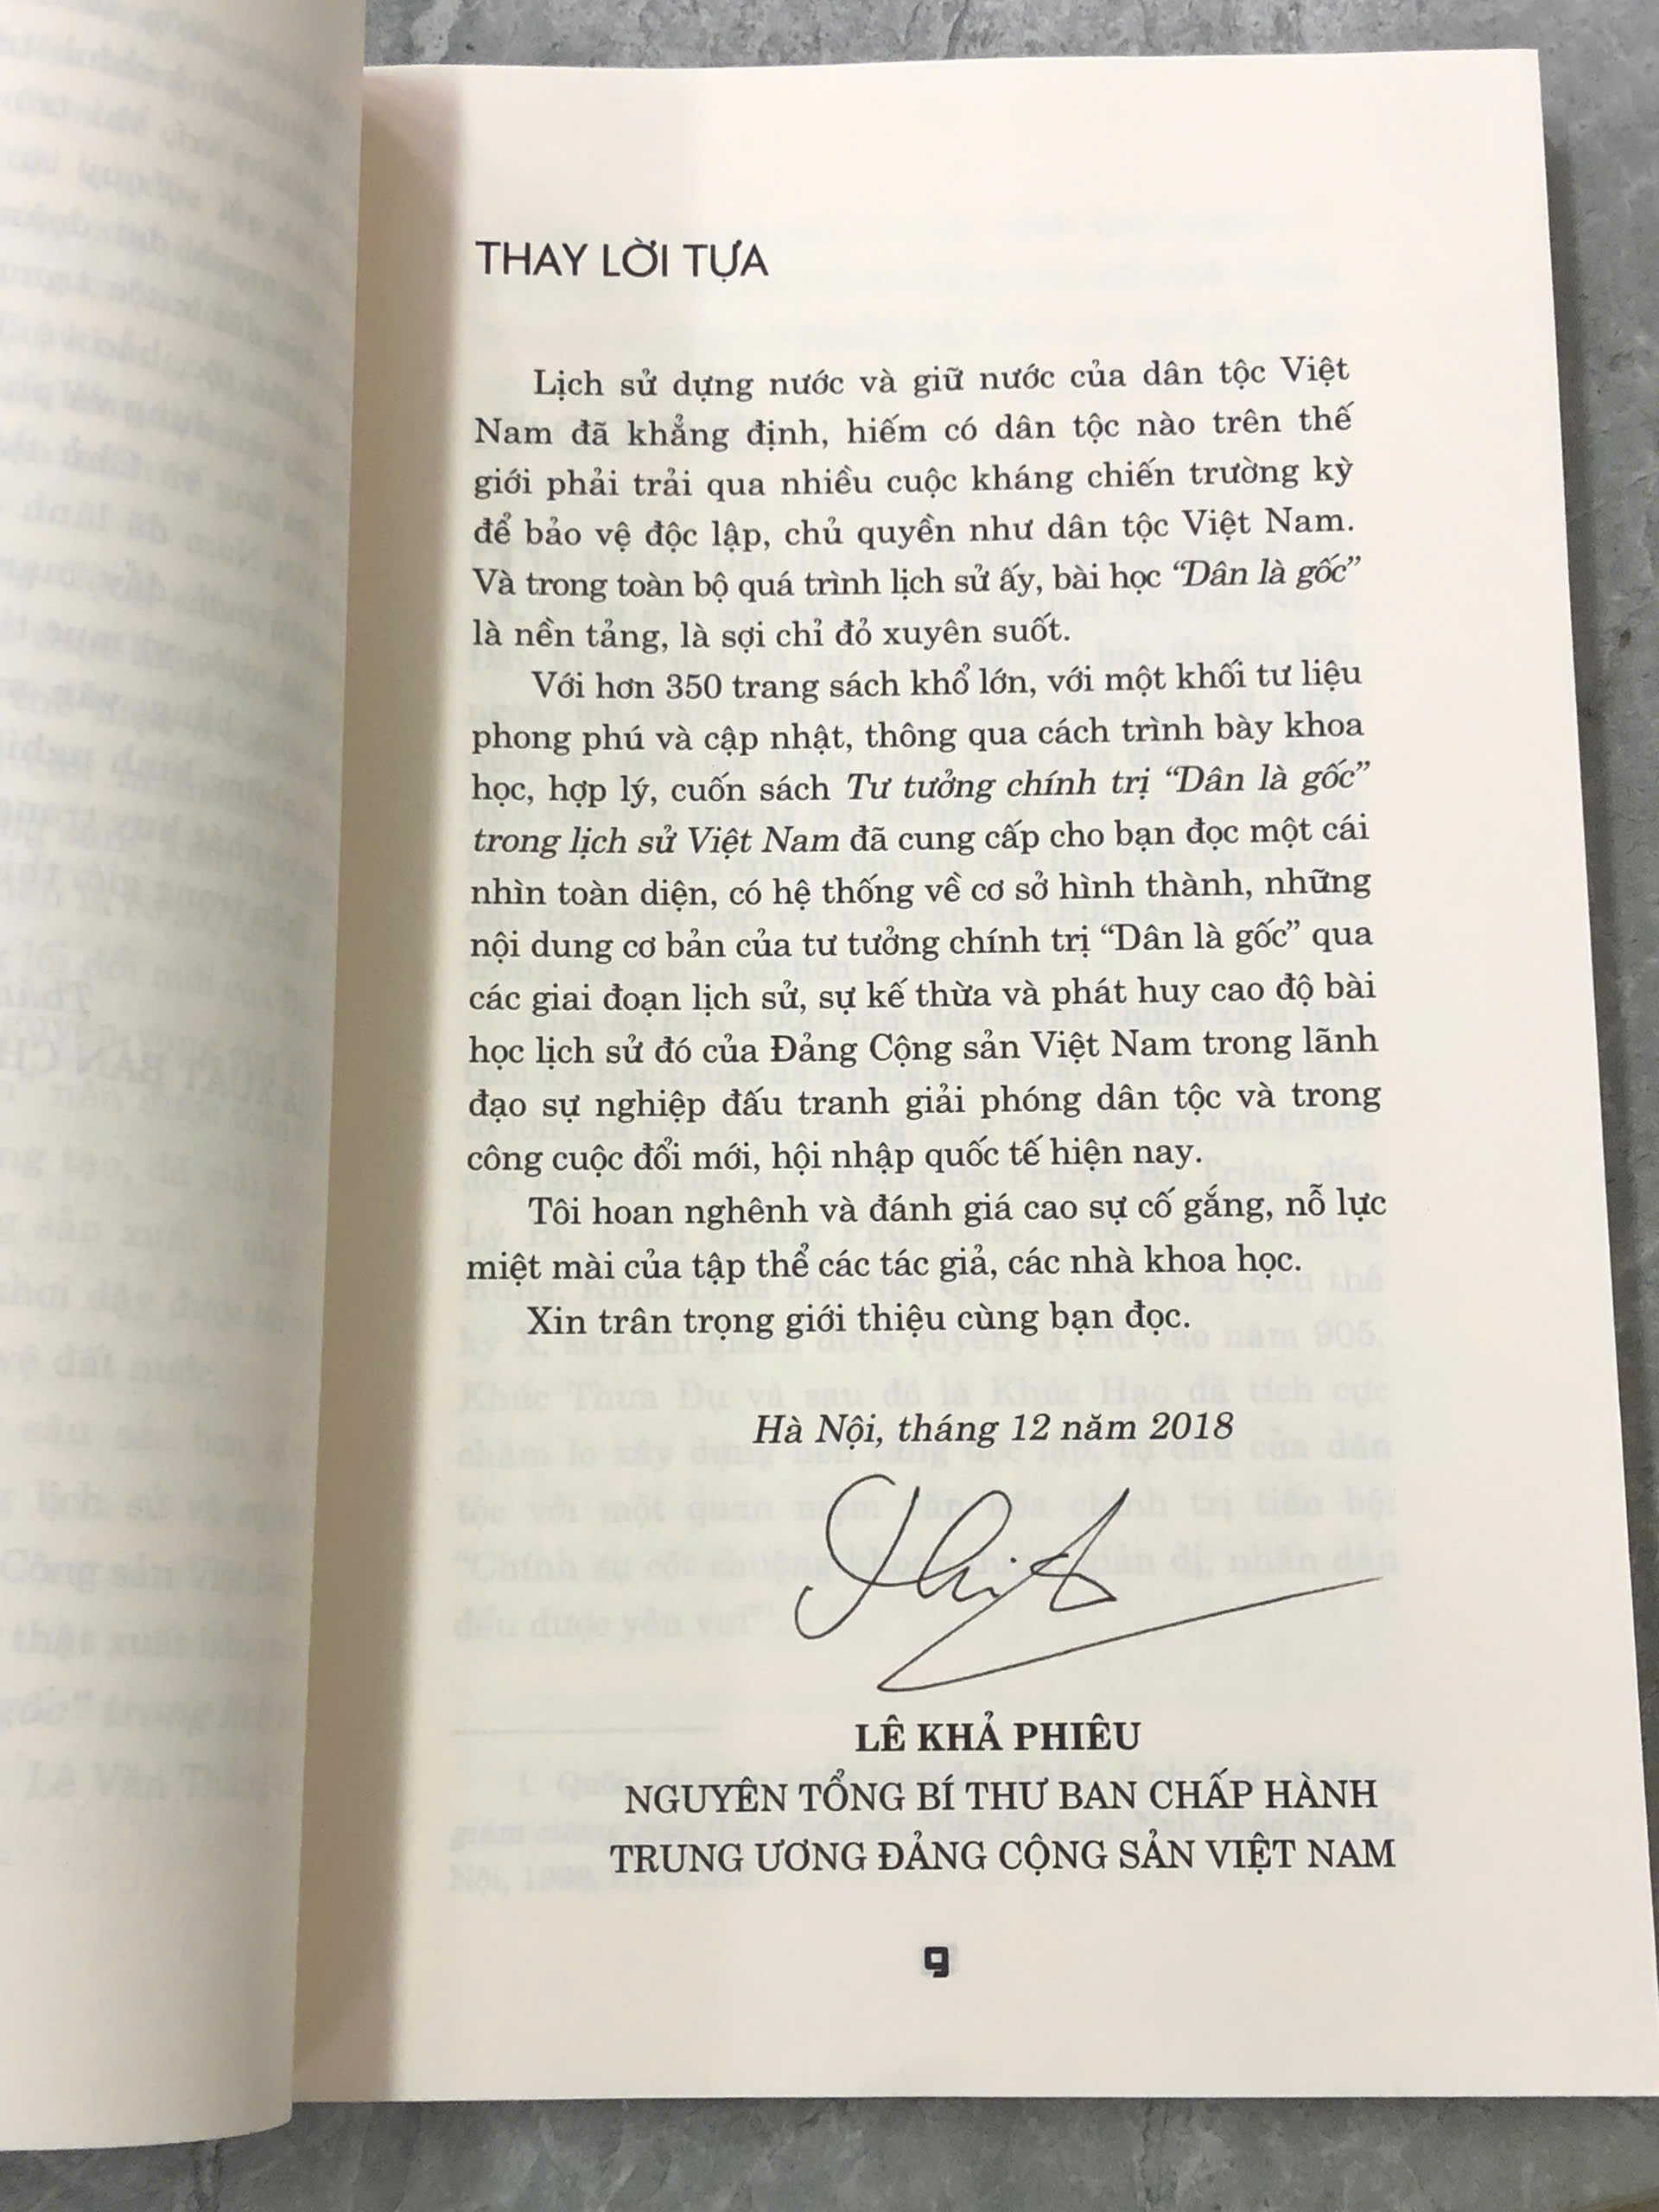 THAY LỜI TỰA
Lịch sử dựng nước và giữ nước của dân tộc Việt
Nam đã khẳng định, hiếm có dân tộc nào trên thế
giới phải trải qua nhiều cuộc kháng chiến trường kỳ
để bảo vệ độc lập, chủ quyền như dân tộc Việt Nam.
Và trong toàn bộ quá trình lịch sử ấy, bài học “Dân là gốc”
là nền tảng, là sợi chỉ đỏ xuyên suốt.
Với hơn 350 trang sách khổ lớn, với một khối tư liệu
phong phú và cập nhật, thông qua cách trình bày khoa
học, hợp lý, cuốn sách Tư tưởng chính trị “Dân là gốc”
trong lịch sử Việt Nam đã cung cấp cho bạn đọc một cái
nhìn toàn diện, có hệ thống về cơ sở hình thành, những
nội dung cơ bản của tư tưởng chính trị “Dân là gốc” qua
các giai đoạn lịch sử, sự kế thừa và phát huy cao độ bài
học lịch sử đó của Đảng Cộng sản Việt Nam trong lãnh
đạo sự nghiệp đấu tranh giải phóng dân tộc và trong
công cuộc đổi mới, hội nhập quốc tế hiện nay.
Tôi hoan nghênh và đánh giá cao sự cố gắng, nỗ lực
miệt mài của tập thể các tác giả, các nhà khoa học.
Xin trân trọng giới thiệu cùng bạn đọc.
Hà Nội, tháng 12 năm 2018
LÊ KHẢ PHIÊU
NGUYÊN TỔNG BÍ THƯ BAN CHẤP HÀNH
TRUNG ƯƠNG ĐẢNG CỘNG SẢN VIỆT NAM
9